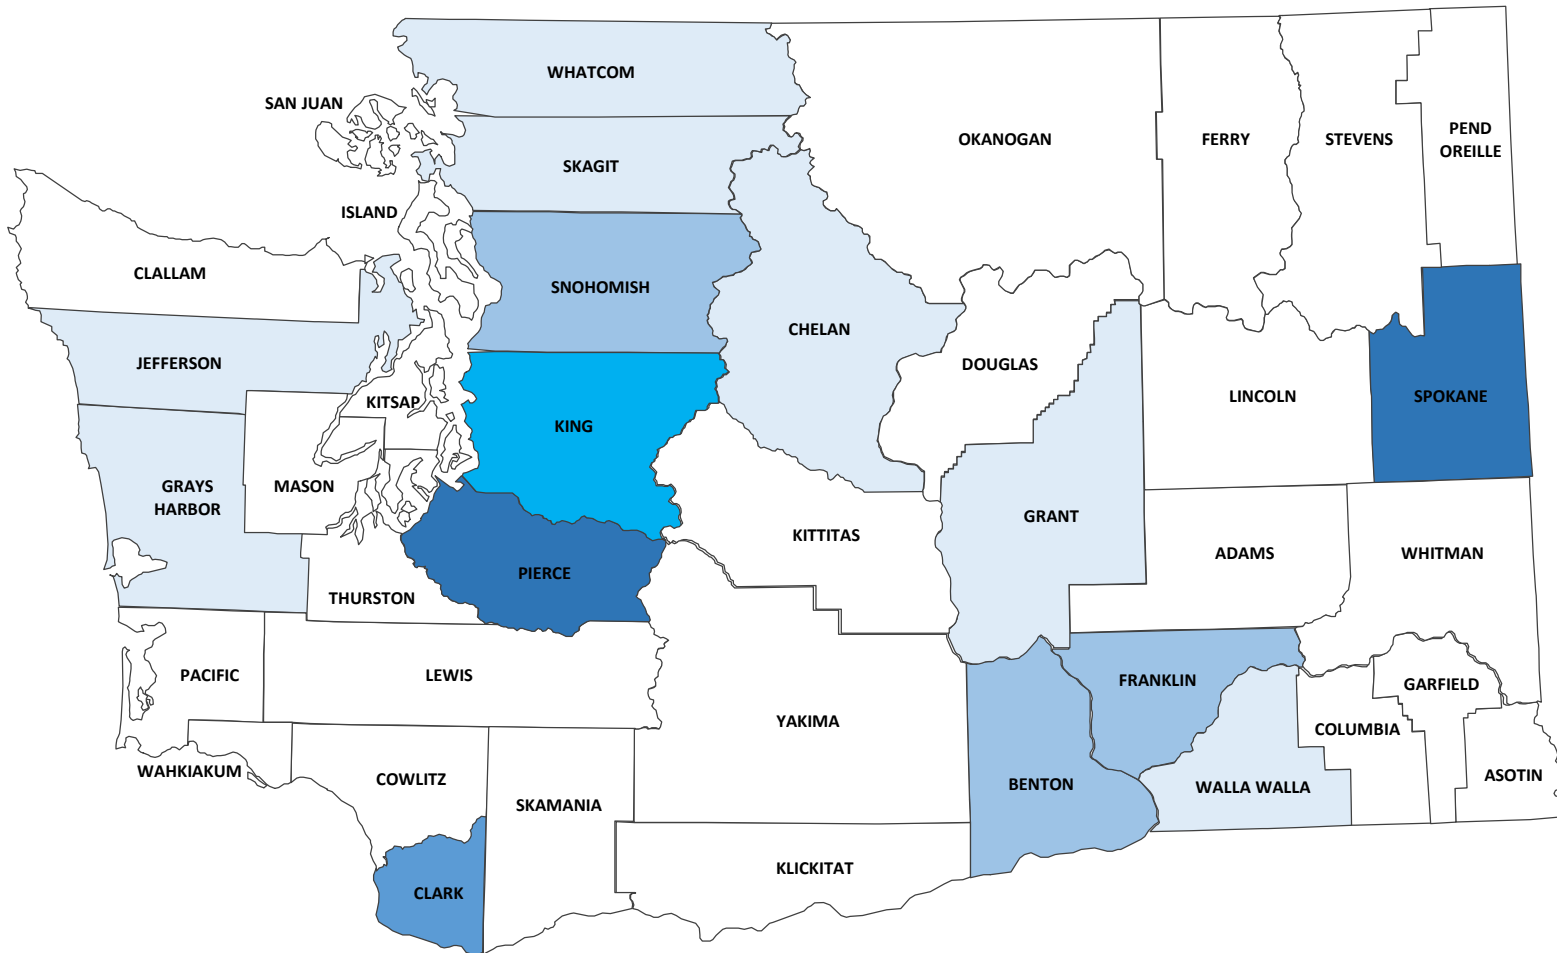 WHATCOM
SAN JUAN
SKAGIT
OKANOGAN
FERRY
STEVENS
PEND
OREILLE
ISLAND
CLALLAM
SNOHOMISH
CHELAN
JEFFERSON
DOUGLAS
KITSAP
LINCOLN
SPOKANE
KING
GRAYS
HARBOR
MASON
GRANT
KITTITAS
ADAMS
WHITMAN
PIERCE
THURSTON
PACIFIC
LEWIS
FRANKLIN
GARFIELD
YAKIMA
COLUMBIA
WAHKIAKUM
COWLITZ
SKAMANIA
BENTON
WALLA WALLA
ASOTIN
KLICKITAT
CLARK